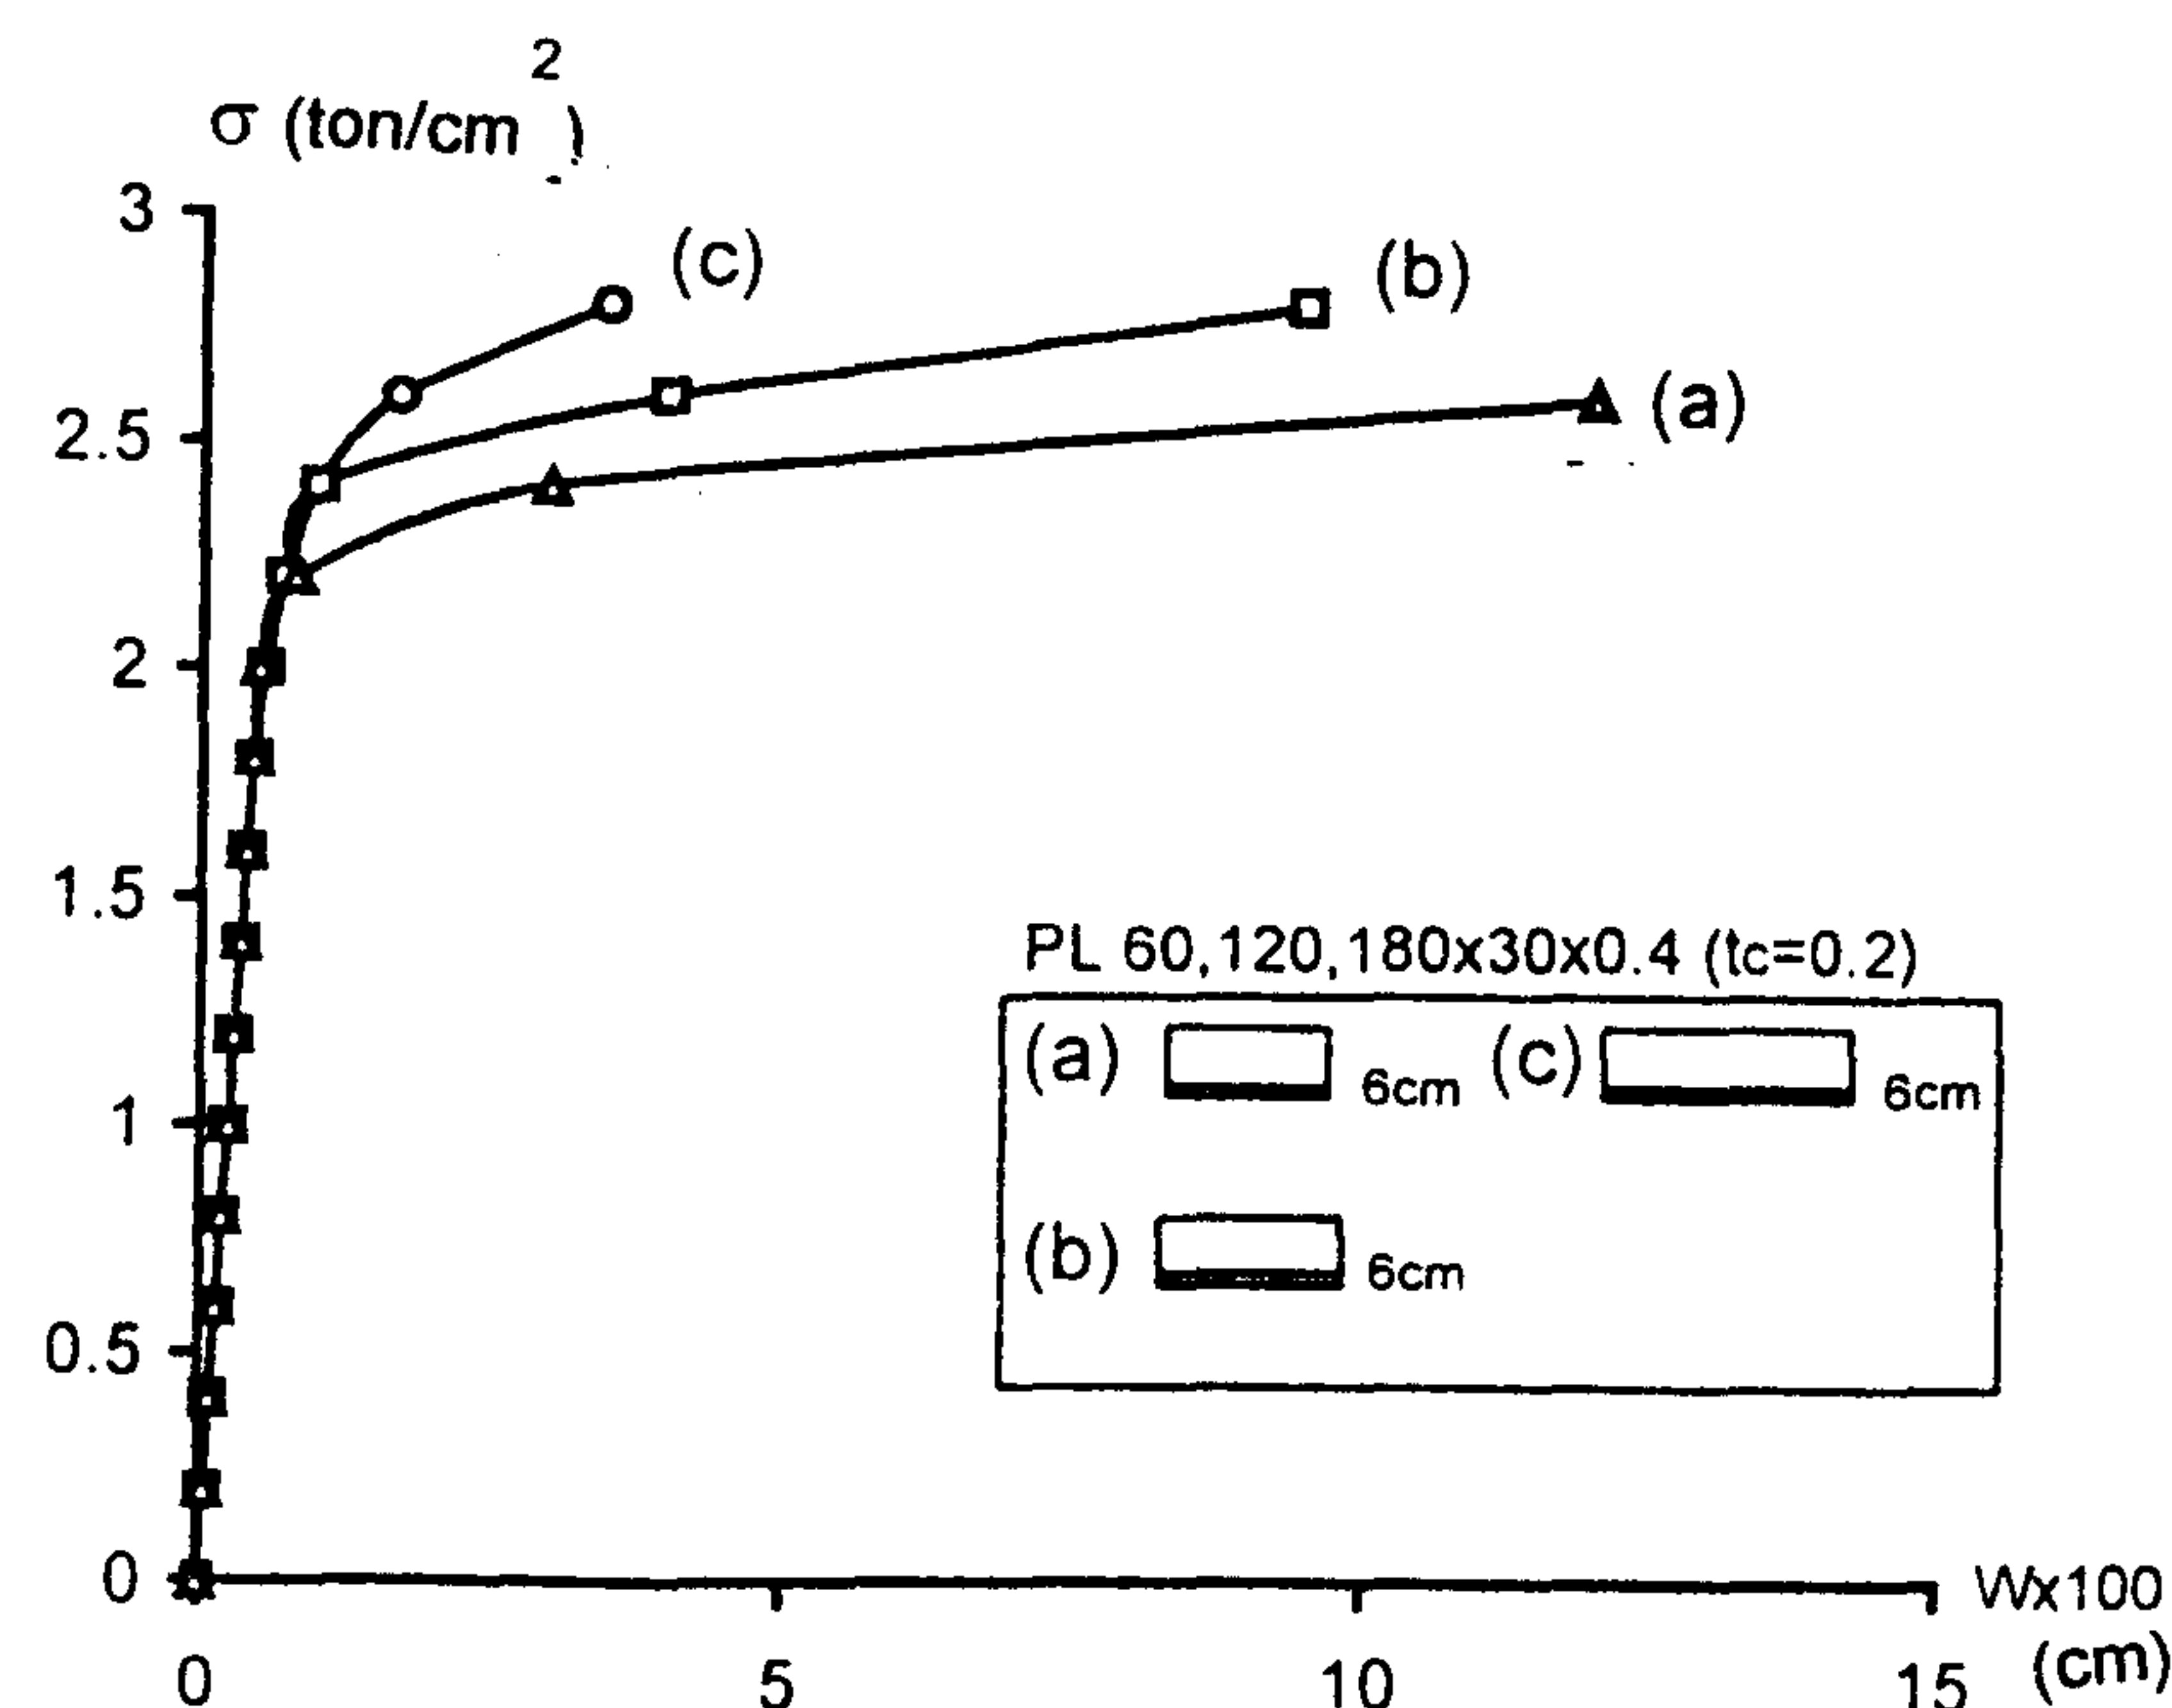 σ (ton/cm²)
3
(c)
(b)
2.5
(a)
2
1.5
PL 60,120,180x30x0.4 (tc=0.2)
(a) 6cm (c) 6cm
1
(b) 6cm
0.5
0
Wx100
(cm)
0 5 10 15